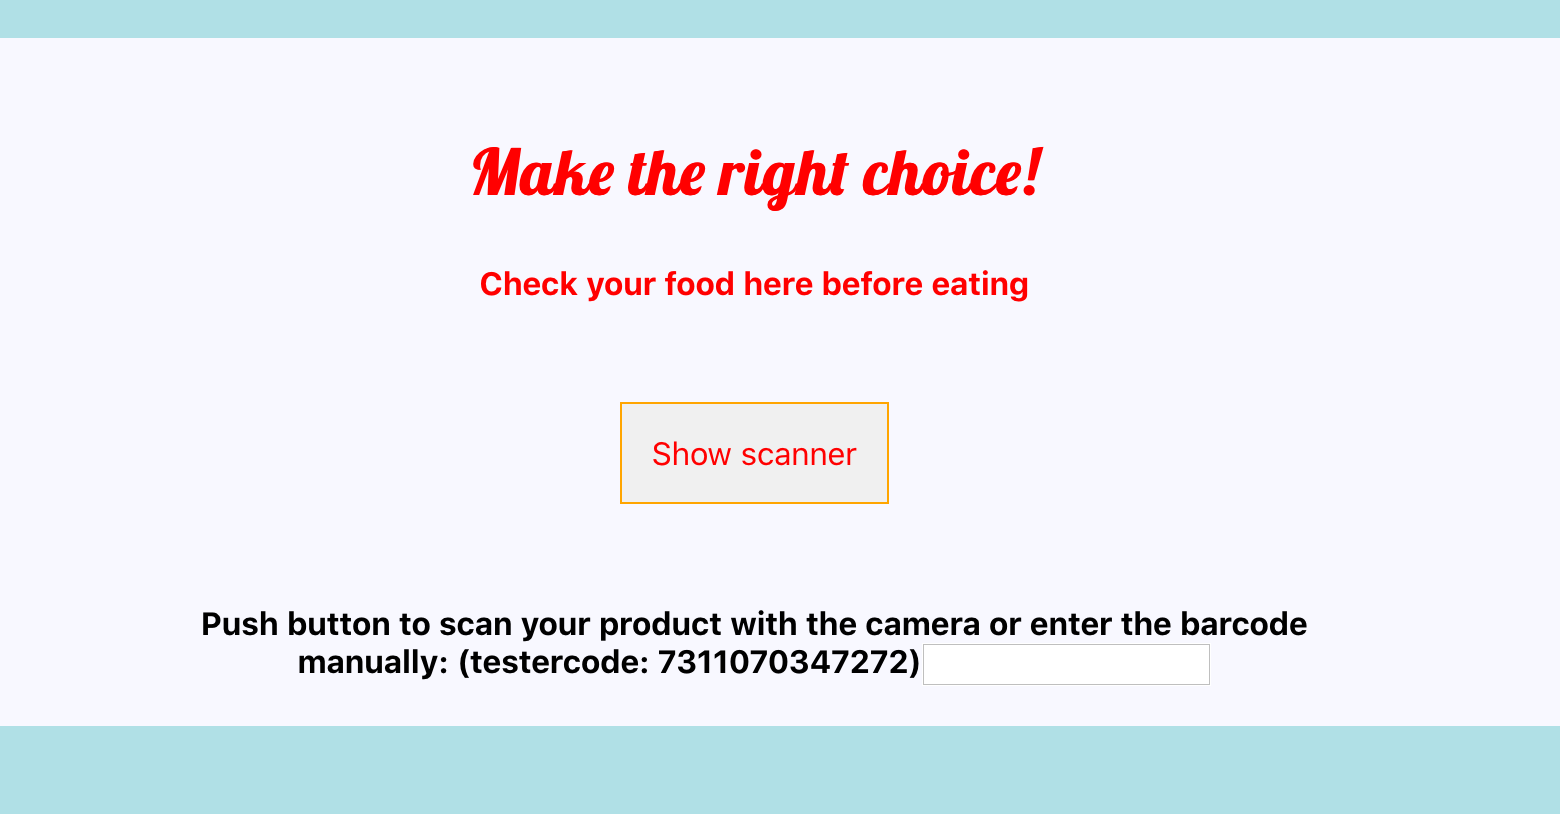 Make the right choice!
Check your food here before eating
Show scanner
Push button to scan your product with the camera or enter the barcode
manually: (testercode: 7311070347272)